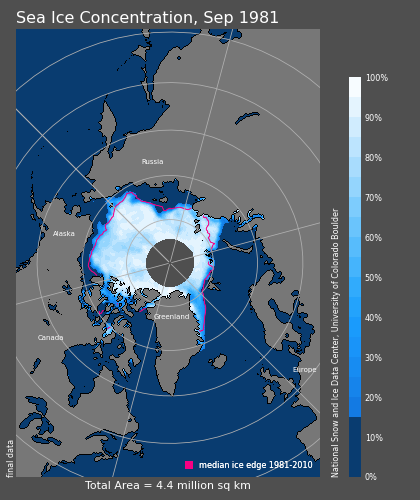 Sea Ice Concentration, Sep 1981
Russia
Alaska
Greenland
Canada
Europe
median ice edge 1981-2010
final data
Total Area = 4.4 million sq km
100%
90%
80%
70%
60%
50%
40%
30%
20%
10%
0%
National Snow and Ice Data Center, University of Colorado Boulder